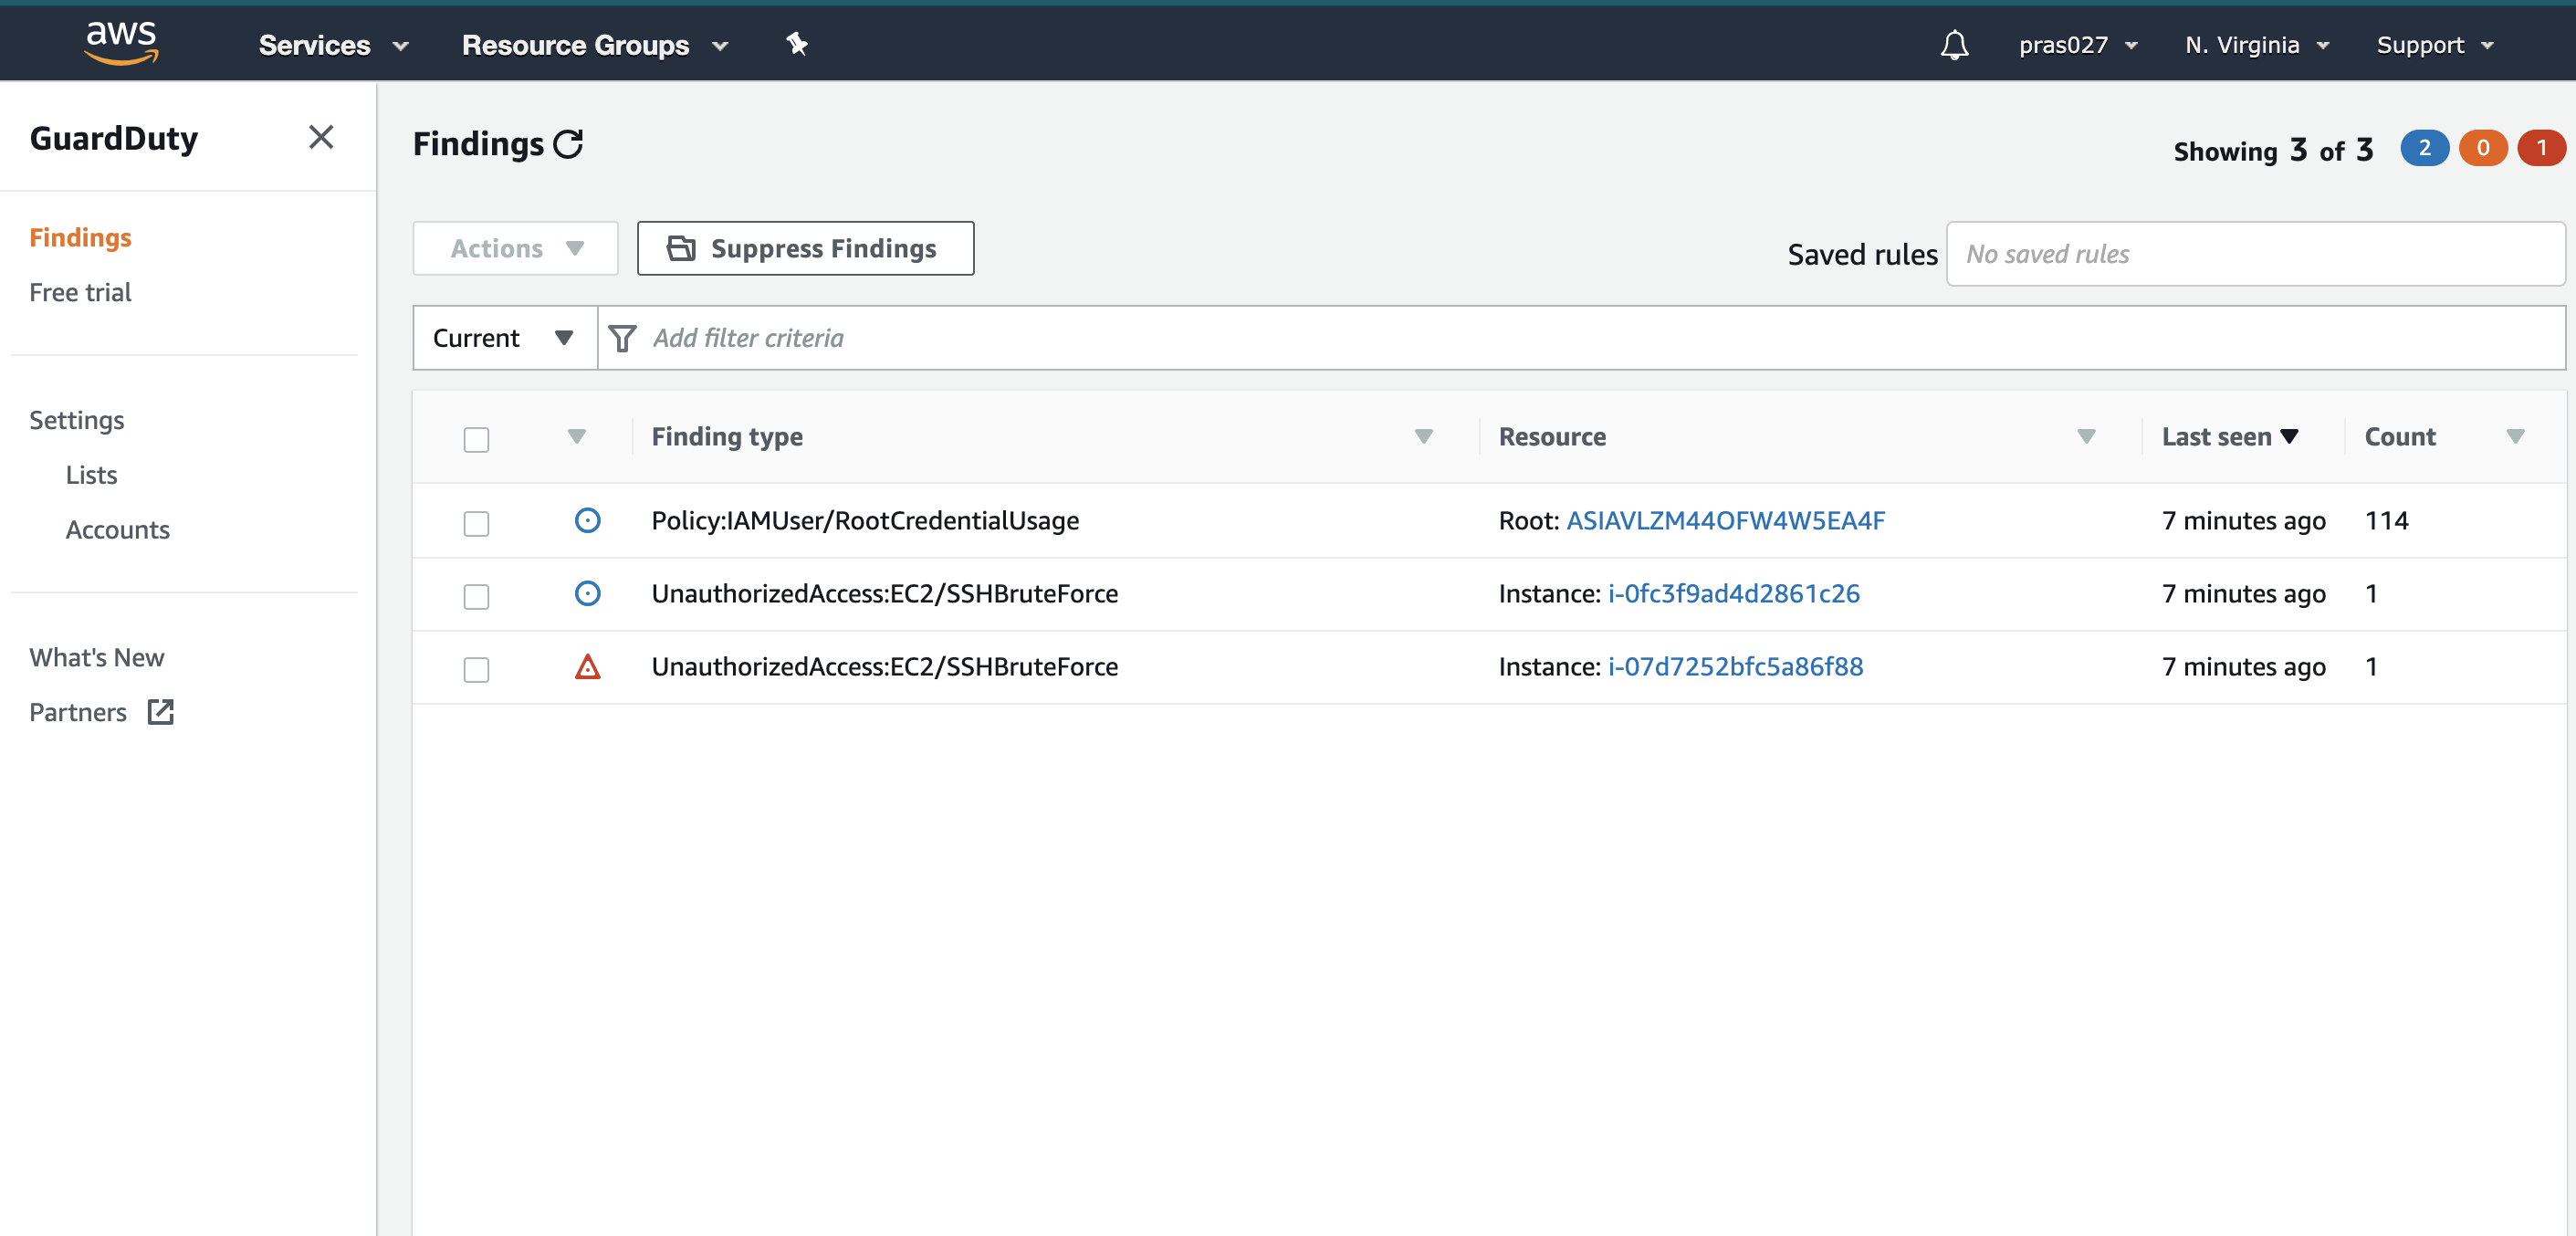 aws Services Resource Groups pras027 N. Virginia Support
GuardDuty
Findings
Free trial
Settings
Lists
Accounts
What's New
Partners
Findings
Showing 3 of 3 2 0 1
Actions Suppress Findings Saved rules No saved rules
Current Add filter criteria
Finding type Resource Last seen Count
Policy:IAMUser/RootCredentialUsage Root: ASIAVLZM44OFW4W5EA4F 7 minutes ago 114
UnauthorizedAccess:EC2/SSHBruteForce Instance: i-0fc3f9ad4d2861c26 7 minutes ago 1
UnauthorizedAccess:EC2/SSHBruteForce Instance: i-07d7252bfc5a86f88 7 minutes ago 1